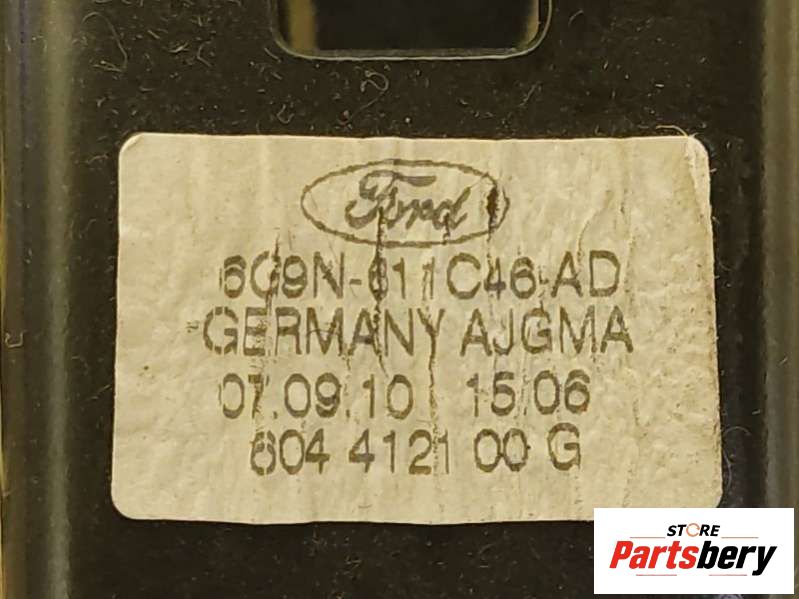 Ford
6G9N-611C46-AD
GERMANY AJGMA
07.09.10 15:06
604 4121 00 G
STORE
Partsbery